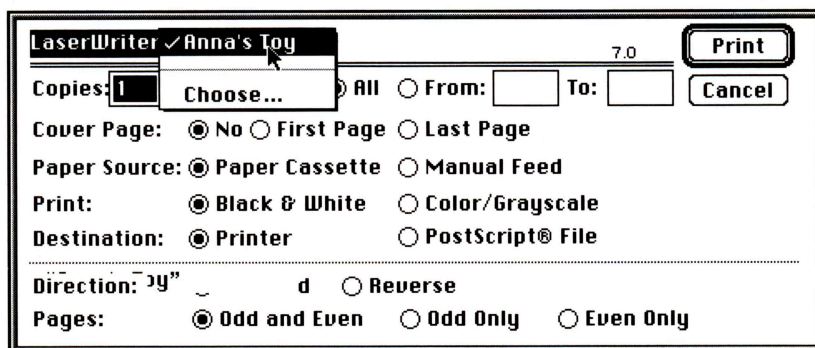 LaserWriter ✓Anna's Toy 7.0 Print
Copies: 1 Choose... All From: To: Cancel
Cover Page: No First Page Last Page
Paper Source: Paper Cassette Manual Feed
Print: Black & White Color/Grayscale
Destination: Printer PostScript® File
Direction: Reverse
Pages: Odd and Even Odd Only Even Only